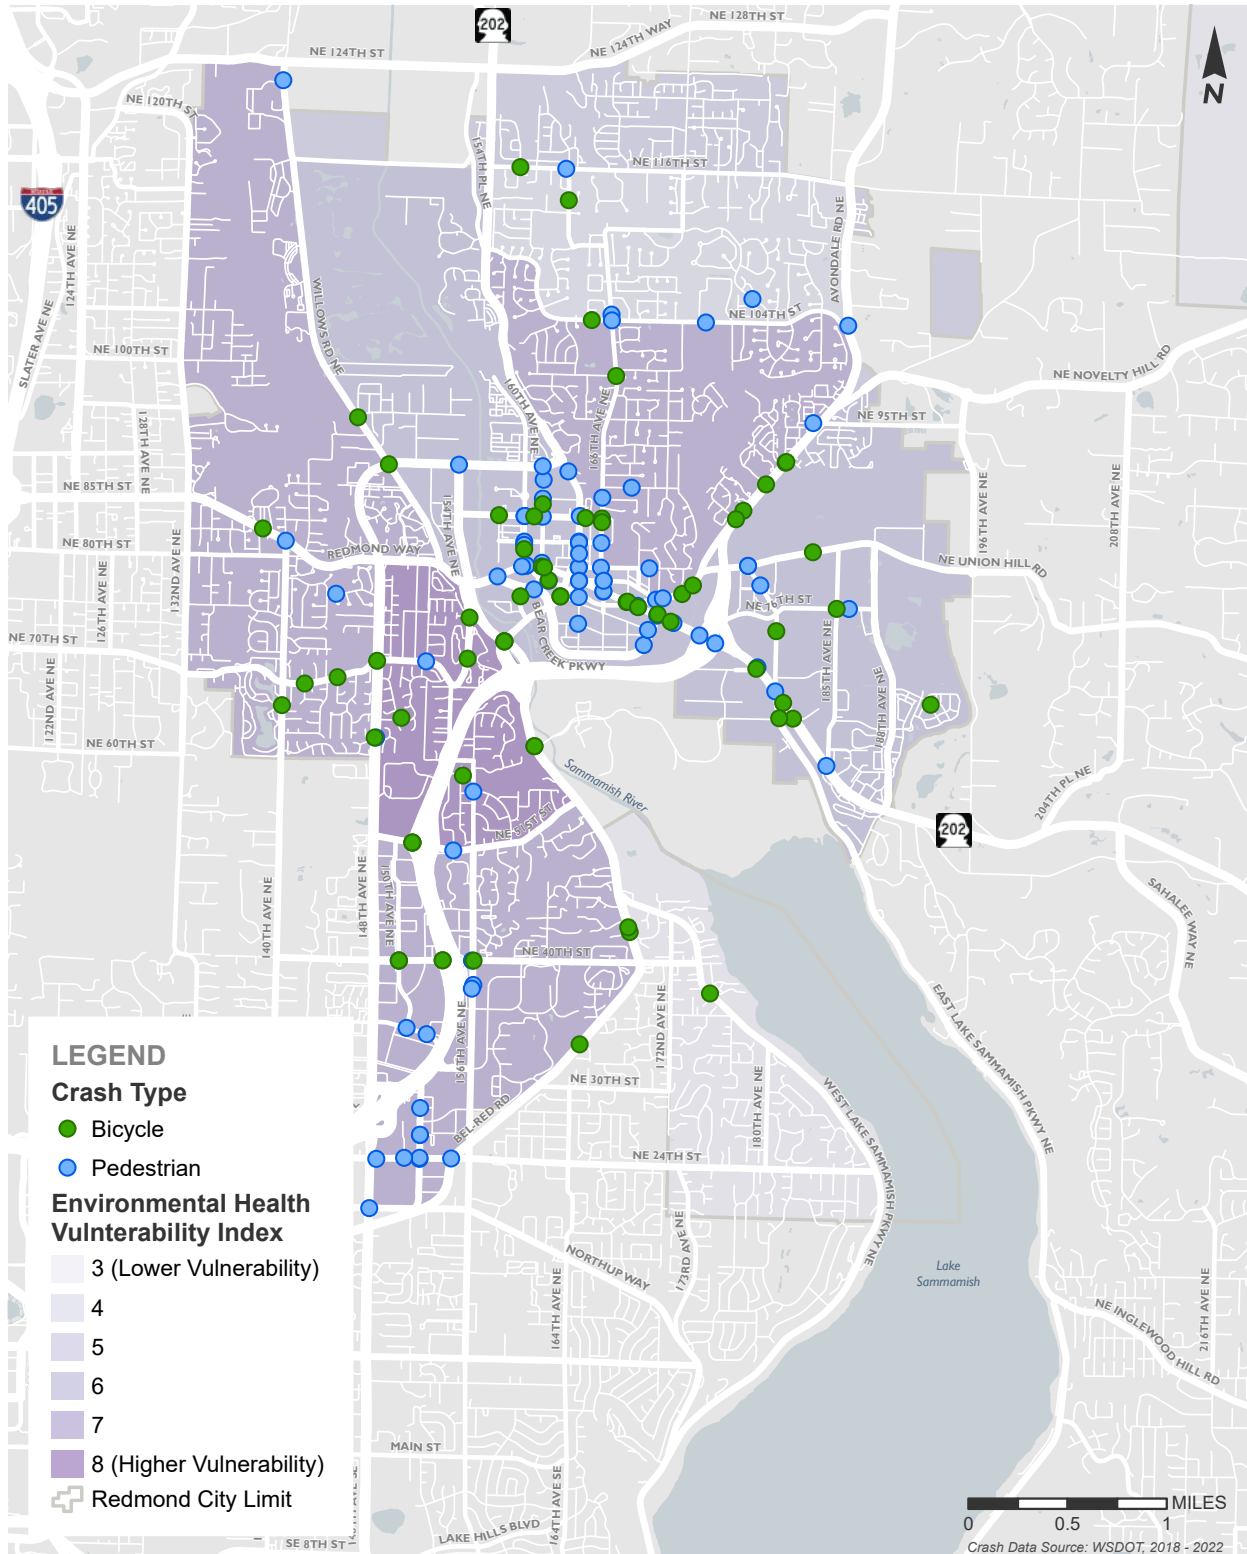 202
NE 128TH ST
NE 124TH WAY
NE 124TH ST
N
NE 120TH ST
154TH PL NE
NE 116TH ST
405
124TH AVE NE
AVONDALE RD NE
WILLOWS RD NE
SLATER AVE NE
NE 104TH ST
NE 100TH ST
NE NOVELTY HILL RD
160TH AVE NE
166TH AVE NE
128TH AVE NE
NE 95TH ST
NE 85TH ST
154TH AVE NE
196TH AVE NE
208TH AVE NE
NE 80TH ST
REDMOND WAY
132ND AVE NE
126TH AVE NE
NE UNION HILL RD
NE 76TH ST
BEAR CREEK PKWY
NE 70TH ST
122ND AVE NE
185TH AVE NE
188TH AVE NE
NE 60TH ST
Sammamish River
204TH PL NE
NE 51ST ST
202
148TH AVE NE
150TH AVE NE
140TH AVE NE
SAHALEE WAY NE
NE 40TH ST
172ND AVE NE
156TH AVE NE
EAST LAKE SAMMAMISH PKWY NE
NE 30TH ST
180TH AVE NE
WEST LAKE SAMMAMISH PKWY NE
BEL-RED RD
NE 24TH ST
173RD AVE NE
NORTHUP WAY
Lake
Sammamish
164TH AVE NE
NE INGLEWOOD HILL RD
216TH AVE NE
MAIN ST
164TH AVE SE
LAKE HILLS BLVD
SE 8TH ST
LEGEND
Crash Type
Bicycle
Pedestrian
Environmental Health
Vulnterability Index
3 (Lower Vulnerability)
4
5
6
7
8 (Higher Vulnerability)
Redmond City Limit
MILES
0 0.5 1
Crash Data Source: WSDOT, 2018 - 2022